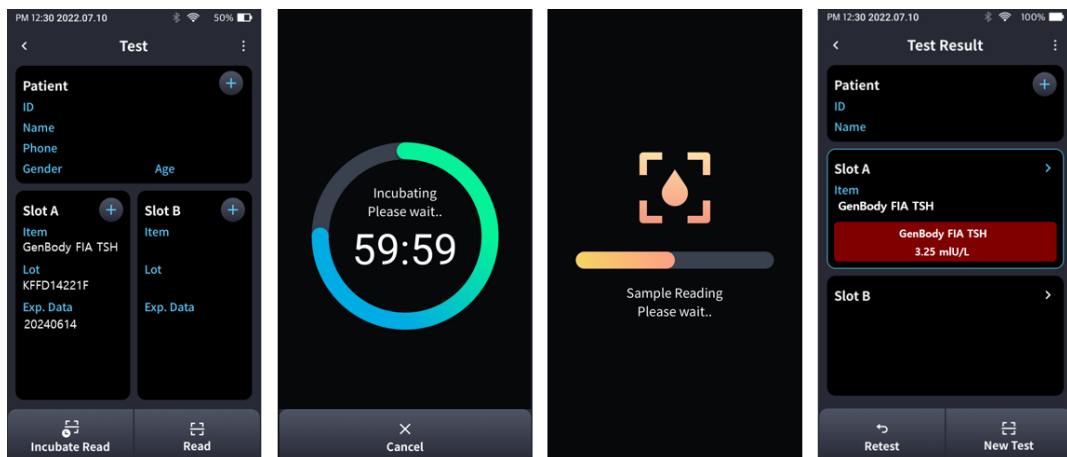 PM 12:30 2022.07.10 50%
Test
Patient
ID
Name
Phone
Gender Age
Slot A
Item
GenBody FIA TSH
Lot
KFFD14221F
Exp. Data
20240614
Slot B
Item
Lot
Exp. Data
Incubate Read
Read
Incubating
Please wait..
59:59
Cancel
Sample Reading
Please wait..
PM 12:30 2022.07.10 100%
Test Result
Patient
ID
Name
Slot A
Item
GenBody FIA TSH
GenBody FIA TSH
3.25 mIU/L
Slot B
Retest
New Test